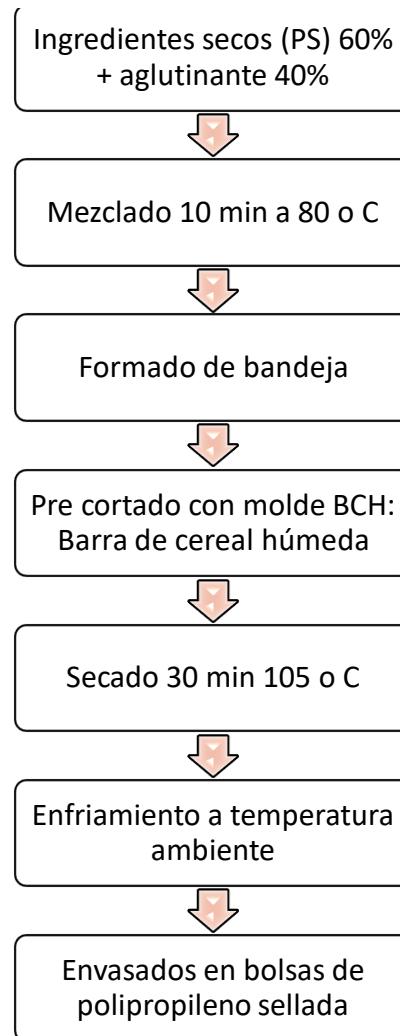 Ingredientes secos (PS) 60%
+ aglutinante 40%
Mezclado 10 min a 80 o C
Formado de bandeja
Pre cortado con molde BCH:
Barra de cereal húmeda
Secado 30 min 105 o C
Enfriamiento a temperatura
ambiente
Envasados en bolsas de
polipropileno sellada